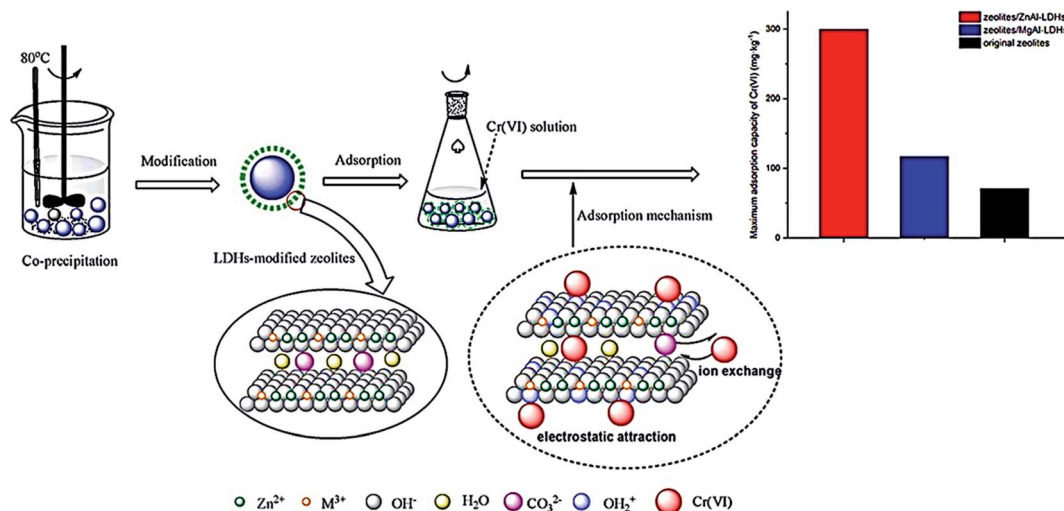 80°C
Co-precipitation
Modification
LDHs-modified zeolites
Adsorption
Cr(VI) solution
Adsorption mechanism
ion exchange
electrostatic attraction
Zn²⁺
M³⁺
OH⁻
H₂O
CO₃²⁻
OH₂⁺
Cr(VI)
Maximum adsorption capacity of Cr(VI) (mg·kg⁻¹)
300
200
100
0
zeolites/ZnAl-LDHs
zeolites/MgAl-LDHs
original zeolites